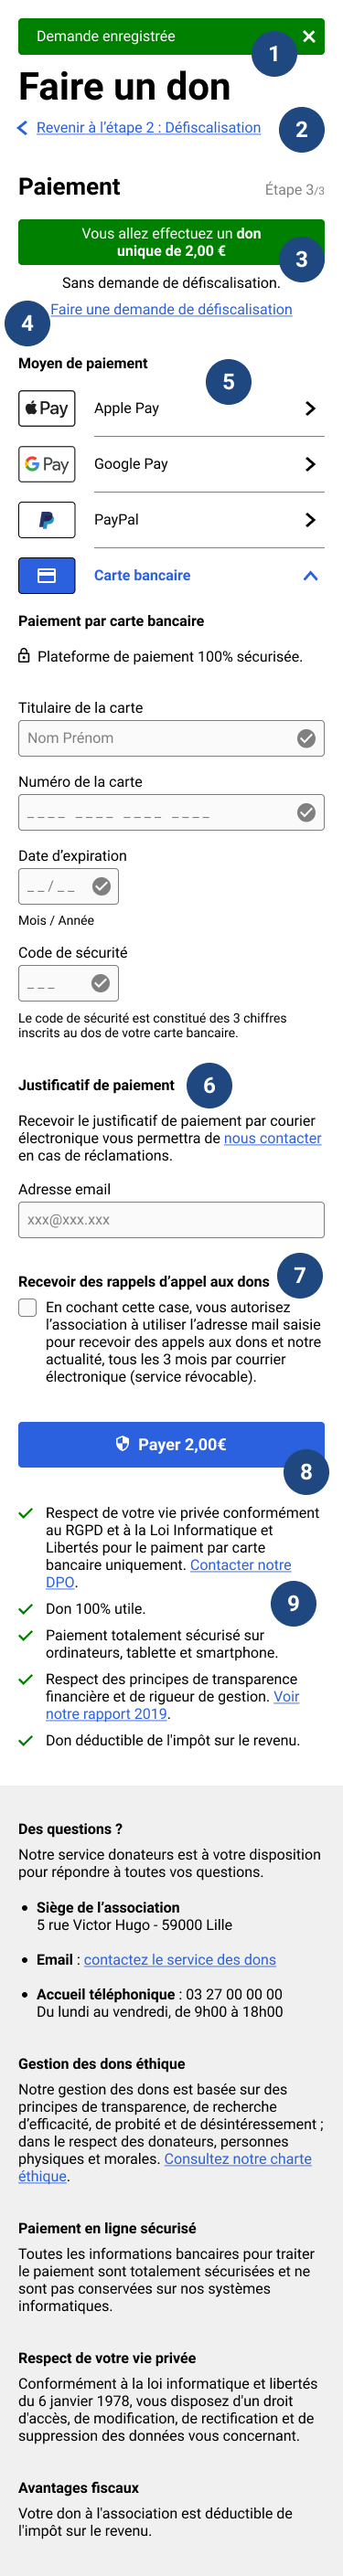 Demande enregistrée
1
Faire un don
Revenir à l’étape 2 : Défiscalisation
2
Paiement Étape 3/3
Vous allez effectuez un don
unique de 2,00 €
3
Sans demande de défiscalisation.
Faire une demande de défiscalisation
4
Moyen de paiement
5
Pay Apple Pay
G Pay Google Pay
PayPal
Carte bancaire
Paiement par carte bancaire
Plateforme de paiement 100% sécurisée.
Titulaire de la carte
Nom Prénom
Numéro de la carte
_ _ _ _ _ _ _ _ _ _ _ _ _ _ _ _
Date d’expiration
_ _ / _ _
Mois / Année
Code de sécurité
_ _ _
Le code de sécurité est constitué des 3 chiffres
inscrits au dos de votre carte bancaire.
Justificatif de paiement
6
Recevoir le justificatif de paiement par courier
électronique vous permettra de nous contacter
en cas de réclamations.
Adresse email
xxx@xxx.xxx
Recevoir des rappels d’appel aux dons
7
En cochant cette case, vous autorisez
l’association à utiliser l’adresse mail saisie
pour recevoir des appels aux dons et notre
actualité, tous les 3 mois par courrier
électronique (service révocable).
Payer 2,00€
8
Respect de votre vie privée conformément
au RGPD et à la Loi Informatique et
Libertés pour le paiment par carte
bancaire uniquement. Contacter notre
DPO.
9
Don 100% utile.
Paiement totalement sécurisé sur
ordinateurs, tablette et smartphone.
Respect des principes de transparence
financière et de rigueur de gestion. Voir
notre rapport 2019.
Don déductible de l'impôt sur le revenu.
Des questions ?
Notre service donateurs est à votre disposition
pour répondre à toutes vos questions.
• Siège de l’association
5 rue Victor Hugo - 59000 Lille
• Email : contactez le service des dons
• Accueil téléphonique : 03 27 00 00 00
Du lundi au vendredi, de 9h00 à 18h00
Gestion des dons éthique
Notre gestion des dons est basée sur des
principes de transparence, de recherche
d’efficacité, de probité et de désintéressement ;
dans le respect des donateurs, personnes
physiques et morales. Consultez notre charte
éthique.
Paiement en ligne sécurisé
Toutes les informations bancaires pour traiter
le paiement sont totalement sécurisées et ne
sont pas conservées sur nos systèmes
informatiques.
Respect de votre vie privée
Conformément à la loi informatique et libertés
du 6 janvier 1978, vous disposez d'un droit
d'accès, de modification, de rectification et de
suppression des données vous concernant.
Avantages fiscaux
Votre don à l'association est déductible de
l'impôt sur le revenu.